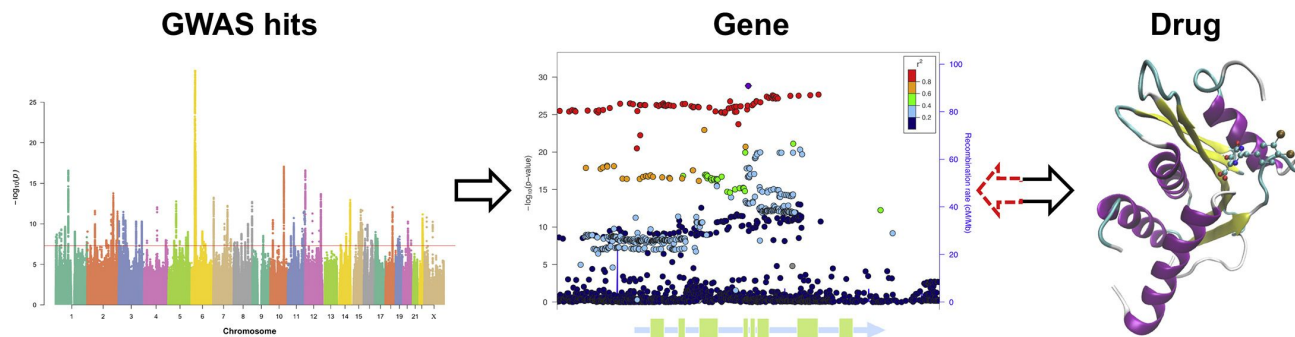 GWAS hits
Gene
Drug
−log₁₀(p)
25
20
15
10
5
0
1 2 3 4 5 6 7 8 9 10 11 12 13 14 15 17 19 21 X
Chromosome
−log(p−value)
30
25
20
15
10
5
0
r²
0.8
0.6
0.4
0.2
100
80
60
40
20
0
Recombination rate (cM/Mb)